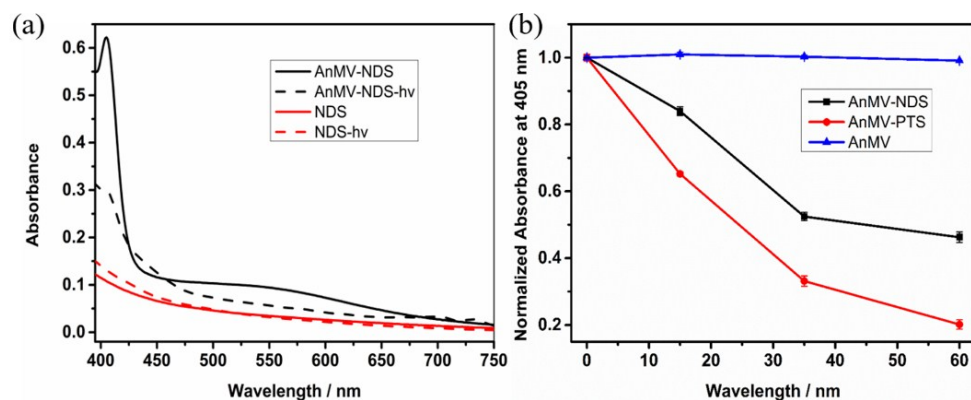 (a)
0.6
0.5
0.4
0.3
0.2
0.1
0.0
Absorbance
AnMV-NDS
AnMV-NDS-hv
NDS
NDS-hv
400 450 500 550 600 650 700 750
Wavelength / nm
(b)
1.0
0.8
0.6
0.4
0.2
Normalized Absorbance at 405 nm
AnMV-NDS
AnMV-PTS
AnMV
0 10 20 30 40 50 60
Wavelength / nm